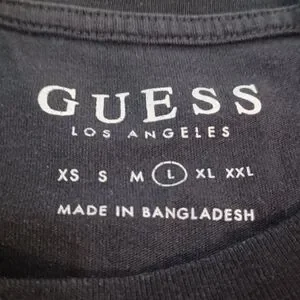 GUESS
LOS ANGELES
XS S M L XL XXL
MADE IN BANGLADESH